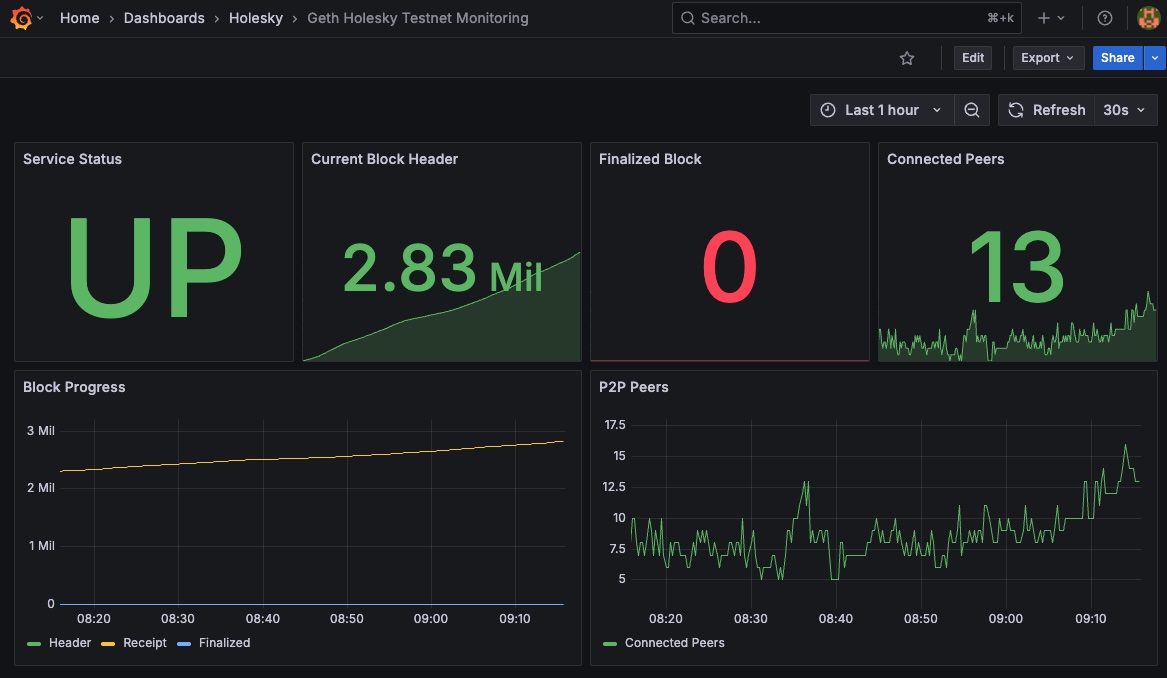 Home › Dashboards › Holesky › Geth Holesky Testnet Monitoring
Search... ⌘+k
Edit Export Share
Last 1 hour Refresh 30s
Service Status
UP
Current Block Header
2.83 Mil
Finalized Block
0
Connected Peers
13
Block Progress
3 Mil
2 Mil
1 Mil
0
08:20 08:30 08:40 08:50 09:00 09:10
Header Receipt Finalized
P2P Peers
17.5
15
12.5
10
7.5
5
08:20 08:30 08:40 08:50 09:00 09:10
Connected Peers